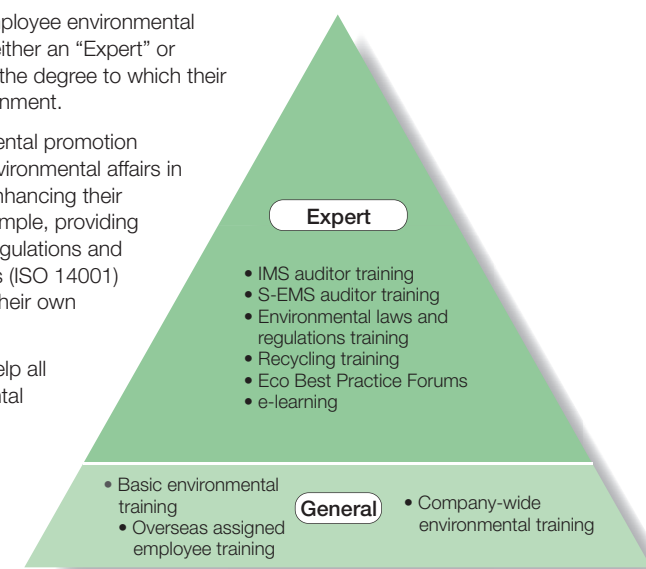 ployee environmental
either an “Expert” or
the degree to which their
nment.
ental promotion
vironmental affairs in
nhancing their
mple, providing
gulations and
s (ISO 14001)
heir own
elp all
ntal
Expert
• IMS auditor training
• S-EMS auditor training
• Environmental laws and
regulations training
• Recycling training
• Eco Best Practice Forums
• e-learning
• Basic environmental
training
• Overseas assigned
employee training
General
• Company-wide
environmental training